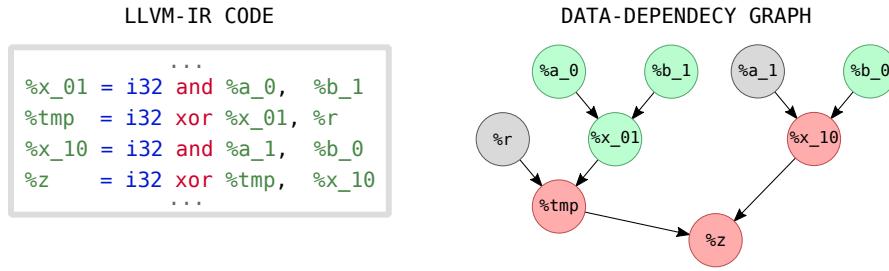 LLVM-IR CODE
...
%x_01 = i32 and %a_0, %b_1
%tmp = i32 xor %x_01, %r
%x_10 = i32 and %a_1, %b_0
%z = i32 xor %tmp, %x_10
...
DATA-DEPENDECY GRAPH
%a_0 %b_1 %a_1 %b_0
%r %x_01 %x_10
%tmp
%z